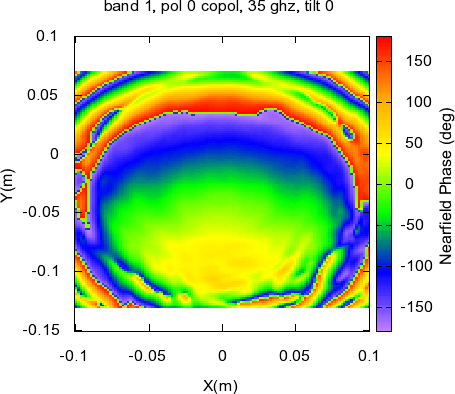 band 1, pol 0 copol, 35 ghz, tilt 0
0.1
0.05
0
-0.05
-0.1
-0.15
Y(m)
-0.1 -0.05 0 0.05 0.1
X(m)
150
100
50
0
-50
-100
-150
Nearfield Phase (deg)